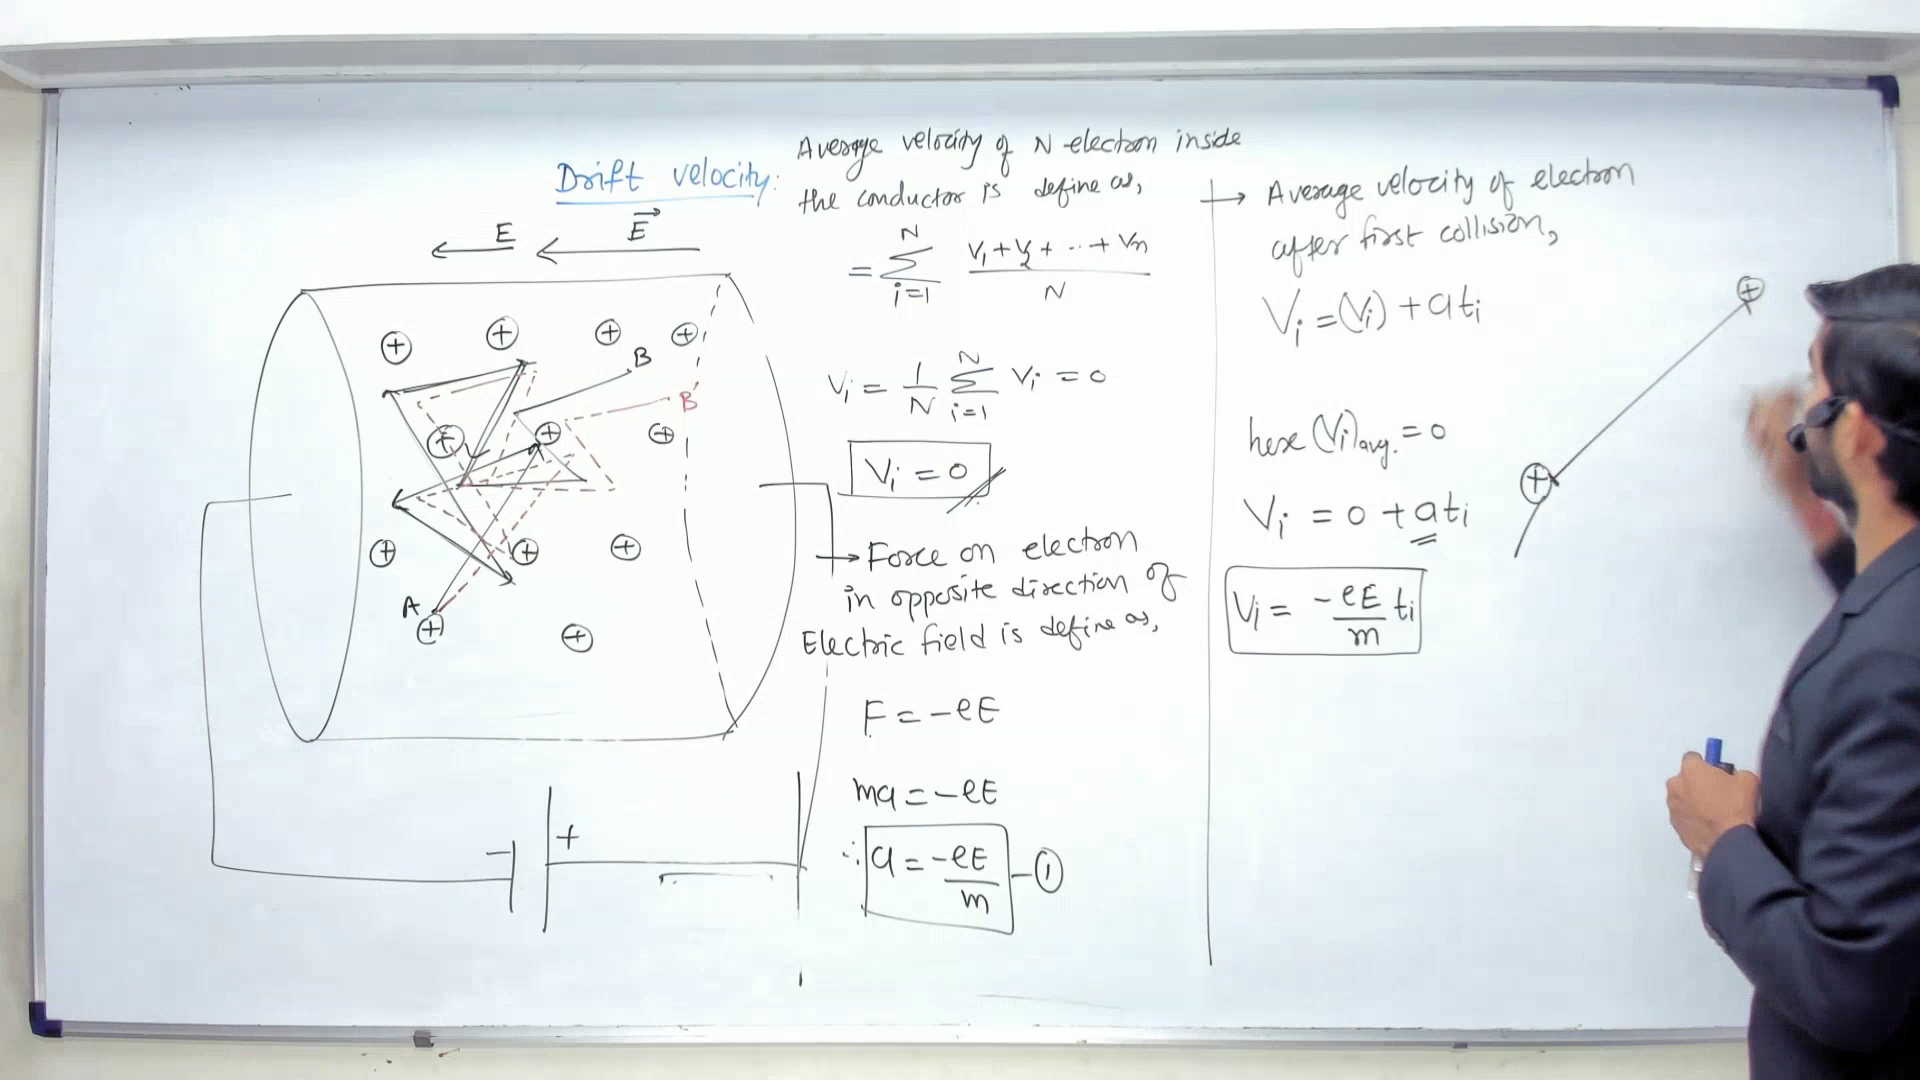 Drift velocity:
E
E
+ + + +
B
B'
+ + +
+ + +
A
+ +
- +
Average velocity of N electron inside
the conductor is define as,
= N Σ i=1 V₁ + V₂ + ... + Vn / N
Vi = 1/N N Σ i=1 Vi = 0
Vi = 0
→ Force on electron
in opposite direction of
Electric field is define as,
F = -eE
ma = -eE
∴ a = -eE/m - ①
→ Average velocity of electron
after first collision,
Vi = (Vi) + ati
here (Vi)avg. = 0
Vi = 0 + ati
Vi = -eE/m ti
+
+